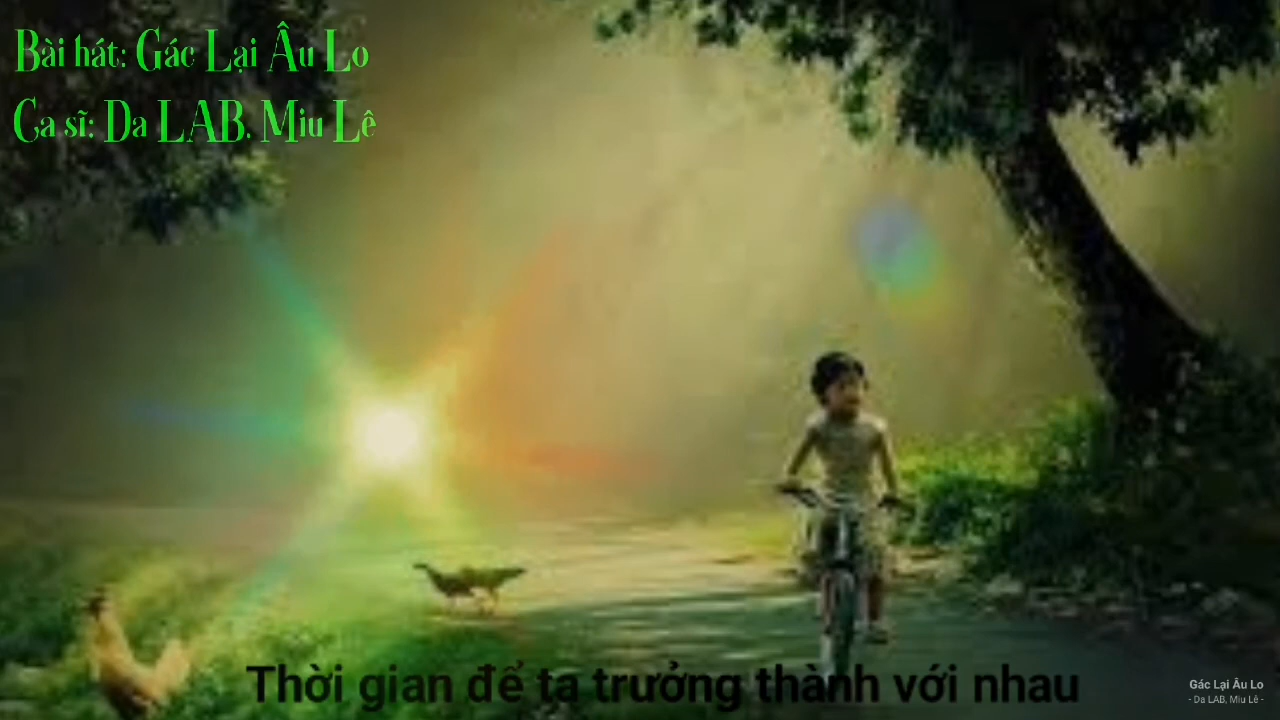 Bài hát: Gác Lại Âu Lo
Ca sĩ: Da LAB, Miu Lê
Thời gian để ta trưởng thành với nhau
Gác Lại Âu Lo
- Da LAB, Miu Lê -